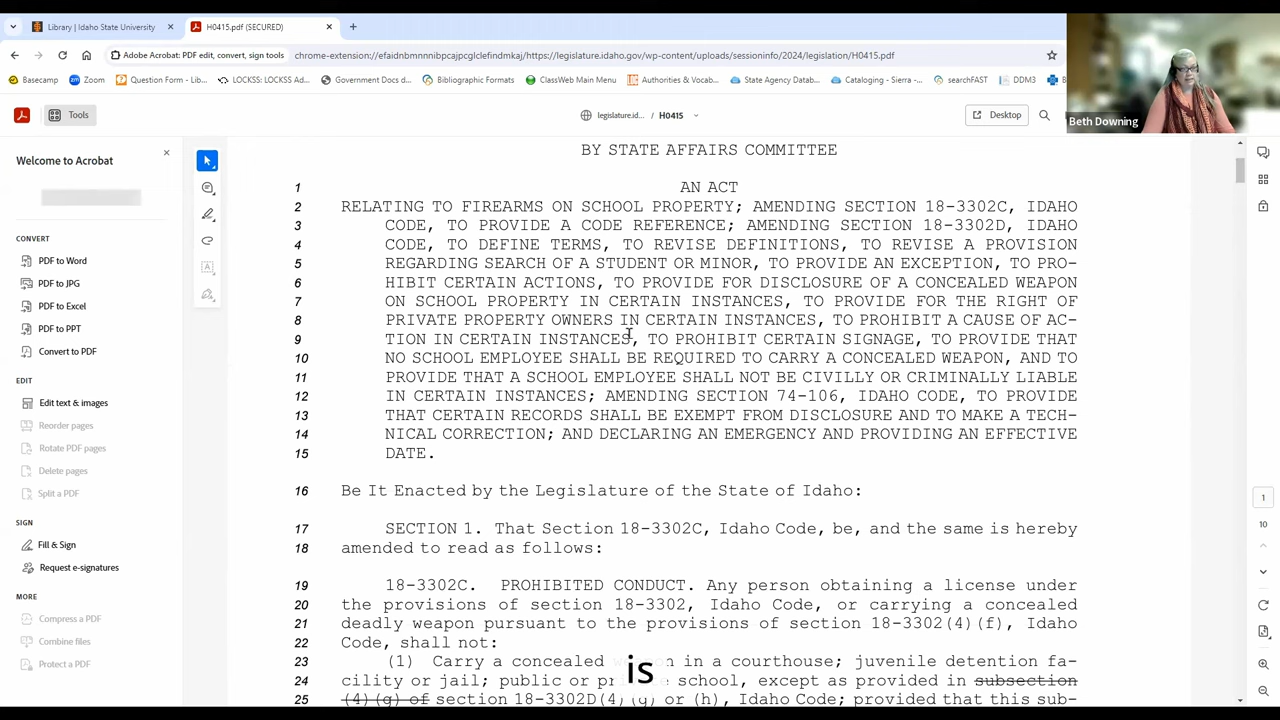 Library | Idaho State University
H0415.pdf (SECURED)
Adobe Acrobat: PDF edit, convert, sign tools
chrome-extension://efaidnbmnnnibpcajpcglclefindmkaj/https://legislature.idaho.gov/wp-content/uploads/sessioninfo/2024/legislation/H0415.pdf
Basecamp
Zoom
Question Form - Lib...
LOCKSS: LOCKSS Ad...
Government Docs d...
Bibliographic Formats
ClassWeb Main Menu
Authorities & Vocab...
State Agency Datab...
Cataloging - Sierra -...
searchFAST
DDM3
Beth Downing
Tools
legislature.id... / H0415
Desktop
Welcome to Acrobat
CONVERT
PDF to Word
PDF to JPG
PDF to Excel
PDF to PPT
Convert to PDF
EDIT
Edit text & images
Reorder pages
Rotate PDF pages
Delete pages
Split a PDF
SIGN
Fill & Sign
Request e-signatures
MORE
Compress a PDF
Combine files
Protect a PDF
BY STATE AFFAIRS COMMITTEE
1 AN ACT
2 RELATING TO FIREARMS ON SCHOOL PROPERTY; AMENDING SECTION 18-3302C, IDAHO
3 CODE, TO PROVIDE A CODE REFERENCE; AMENDING SECTION 18-3302D, IDAHO
4 CODE, TO DEFINE TERMS, TO REVISE DEFINITIONS, TO REVISE A PROVISION
5 REGARDING SEARCH OF A STUDENT OR MINOR, TO PROVIDE AN EXCEPTION, TO PRO-
6 HIBIT CERTAIN ACTIONS, TO PROVIDE FOR DISCLOSURE OF A CONCEALED WEAPON
7 ON SCHOOL PROPERTY IN CERTAIN INSTANCES, TO PROVIDE FOR THE RIGHT OF
8 PRIVATE PROPERTY OWNERS IN CERTAIN INSTANCES, TO PROHIBIT A CAUSE OF AC-
9 TION IN CERTAIN INSTANCES, TO PROHIBIT CERTAIN SIGNAGE, TO PROVIDE THAT
10 NO SCHOOL EMPLOYEE SHALL BE REQUIRED TO CARRY A CONCEALED WEAPON, AND TO
11 PROVIDE THAT A SCHOOL EMPLOYEE SHALL NOT BE CIVILLY OR CRIMINALLY LIABLE
12 IN CERTAIN INSTANCES; AMENDING SECTION 74-106, IDAHO CODE, TO PROVIDE
13 THAT CERTAIN RECORDS SHALL BE EXEMPT FROM DISCLOSURE AND TO MAKE A TECH-
14 NICAL CORRECTION; AND DECLARING AN EMERGENCY AND PROVIDING AN EFFECTIVE
15 DATE.
16 Be It Enacted by the Legislature of the State of Idaho:
17 SECTION 1. That Section 18-3302C, Idaho Code, be, and the same is hereby
18 amended to read as follows:
19 18-3302C. PROHIBITED CONDUCT. Any person obtaining a license under
20 the provisions of section 18-3302, Idaho Code, or carrying a concealed
21 deadly weapon pursuant to the provisions of section 18-3302(4)(f), Idaho
22 Code, shall not:
23 (1) Carry a concealed in a courthouse; juvenile detention fa-
24 cility or jail; public or school, except as provided in subsection
25 (4)(g) of section 18-3302D(4)(g) or (h), Idaho Code; provided that this sub-
is
1
10